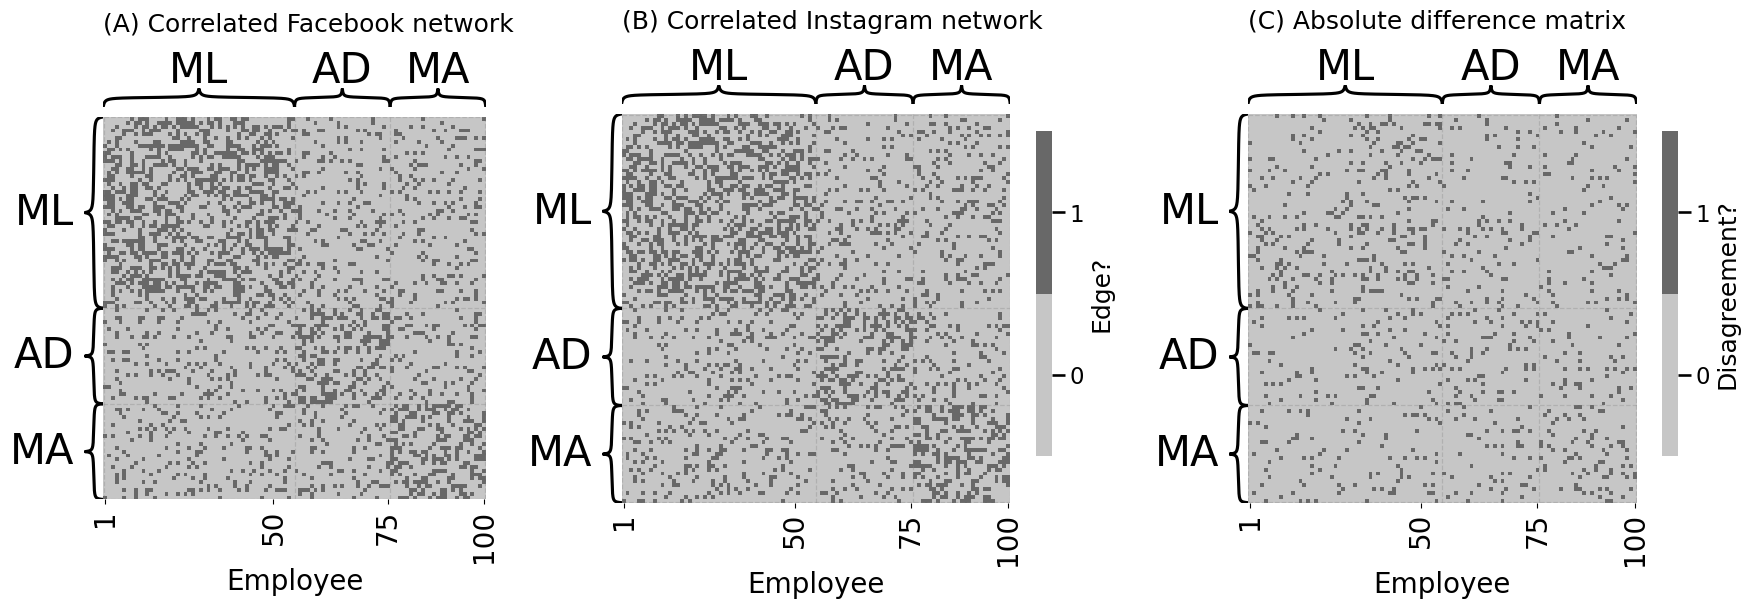 (A) Correlated Facebook network
ML AD MA
ML
AD
MA
1 50 75 100
Employee
(B) Correlated Instagram network
ML AD MA
ML
AD
MA
1 50 75 100
Employee
1
0
Edge?
(C) Absolute difference matrix
ML AD MA
ML
AD
MA
1 50 75 100
Employee
1
0
Disagreement?